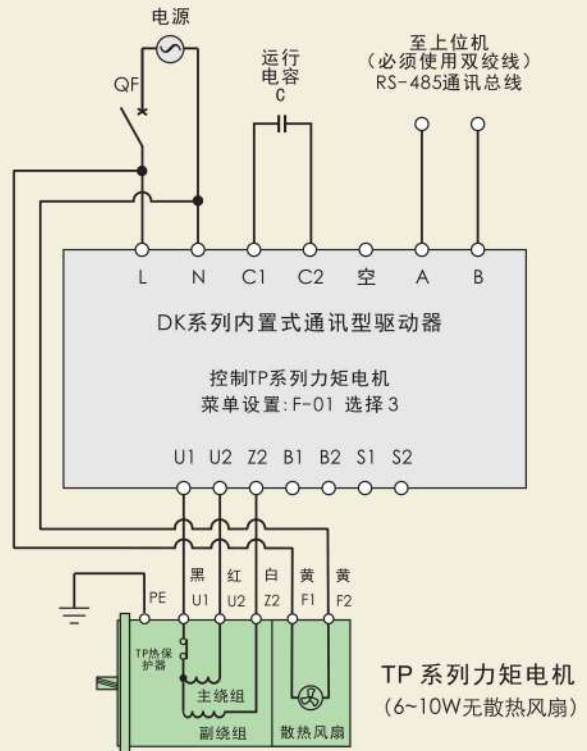 电源
QF
运行
电容
C
至上位机
（必须使用双绞线）
RS-485通讯总线
L N C1 C2 空 A B
DK系列内置式通讯型驱动器
控制TP系列力矩电机
菜单设置：F-01 选择 3
U1 U2 Z2 B1 B2 S1 S2
黑 红 白 黄 黄
PE U1 U2 Z2 F1 F2
TP热保
护器
主绕组
副绕组
散热风扇
TP 系列力矩电机
(6~10W无散热风扇)